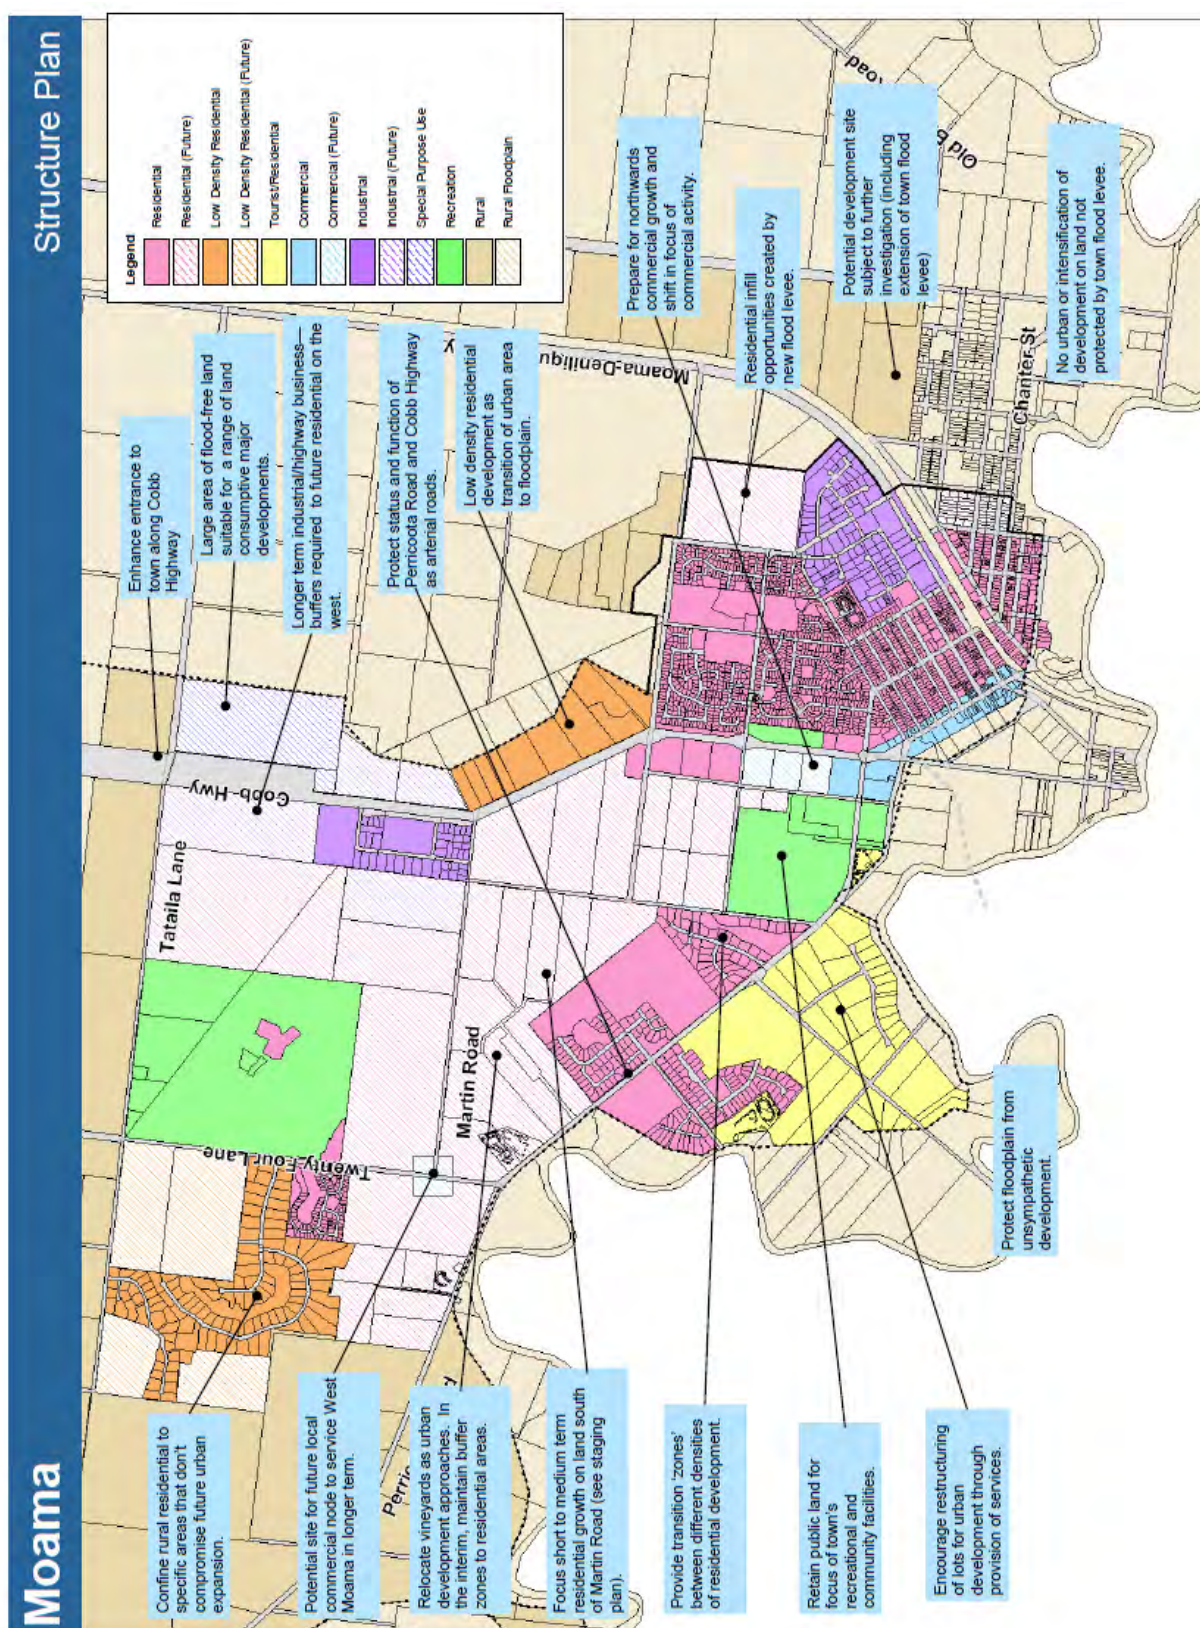 Moama
Structure Plan
Legend
Residential
Residential (Future)
Low Density Residential
Low Density Residential (Future)
Tourist/Residential
Commercial
Commercial (Future)
Industrial
Industrial (Future)
Special Purpose Use
Recreation
Rural
Rural Floodplain
Enhance entrance to
town along Cobb
Highway
Large area of flood-free land
suitable for a range of land
consumptive major
developments.
Longer term industrial/highway business—
buffers required to future residential on the
west.
Protect status and function of
Perricoota Road and Cobb Highway
as arterial roads.
Low density residential
development as
transition of urban area
to floodplain.
Prepare for northwards
commercial growth and
shift in focus of
commercial activity.
Residential infill
opportunities created by
new flood levee.
Potential development site
subject to further
investigation (including
extension of town flood
levee)
No urban or intensification of
development on land not
protected by town flood levee.
Confine rural residential to
specific areas that don't
compromise future urban
expansion.
Potential site for future local
commercial node to service West
Moama in longer term.
Relocate vineyards as urban
development approaches. In
the interim, maintain buffer
zones to residential areas.
Focus short to medium term
residential growth on land south
of Martin Road (see staging
plan).
Provide transition 'zones'
between different densities
of residential development.
Retain public land for
focus of town's
recreational and
community facilities.
Encourage restructuring
of lots for urban
development through
provision of services.
Protect floodplain from
unsympathetic
development.
Tataila Lane
Cobb Hwy
Twenty Four Lane
Martin Road
Perric
Moama-Deniliqu
y
Chanter St
Old B
Road